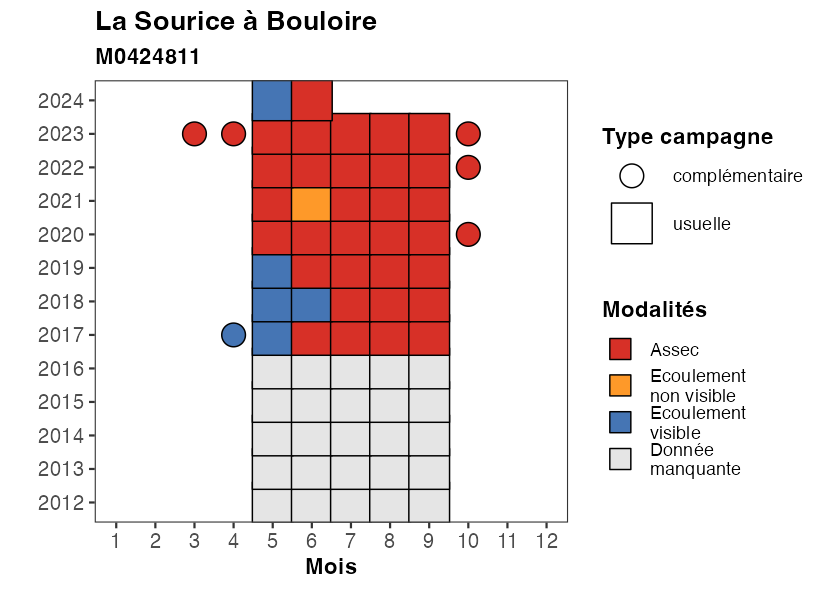 La Sourice à Bouloire
M0424811
2024
2023
2022
2021
2020
2019
2018
2017
2016
2015
2014
2013
2012
1 2 3 4 5 6 7 8 9 10 11 12
Mois
Type campagne
complémentaire
usuelle
Modalités
Assec
Ecoulement
non visible
Ecoulement
visible
Donnée
manquante